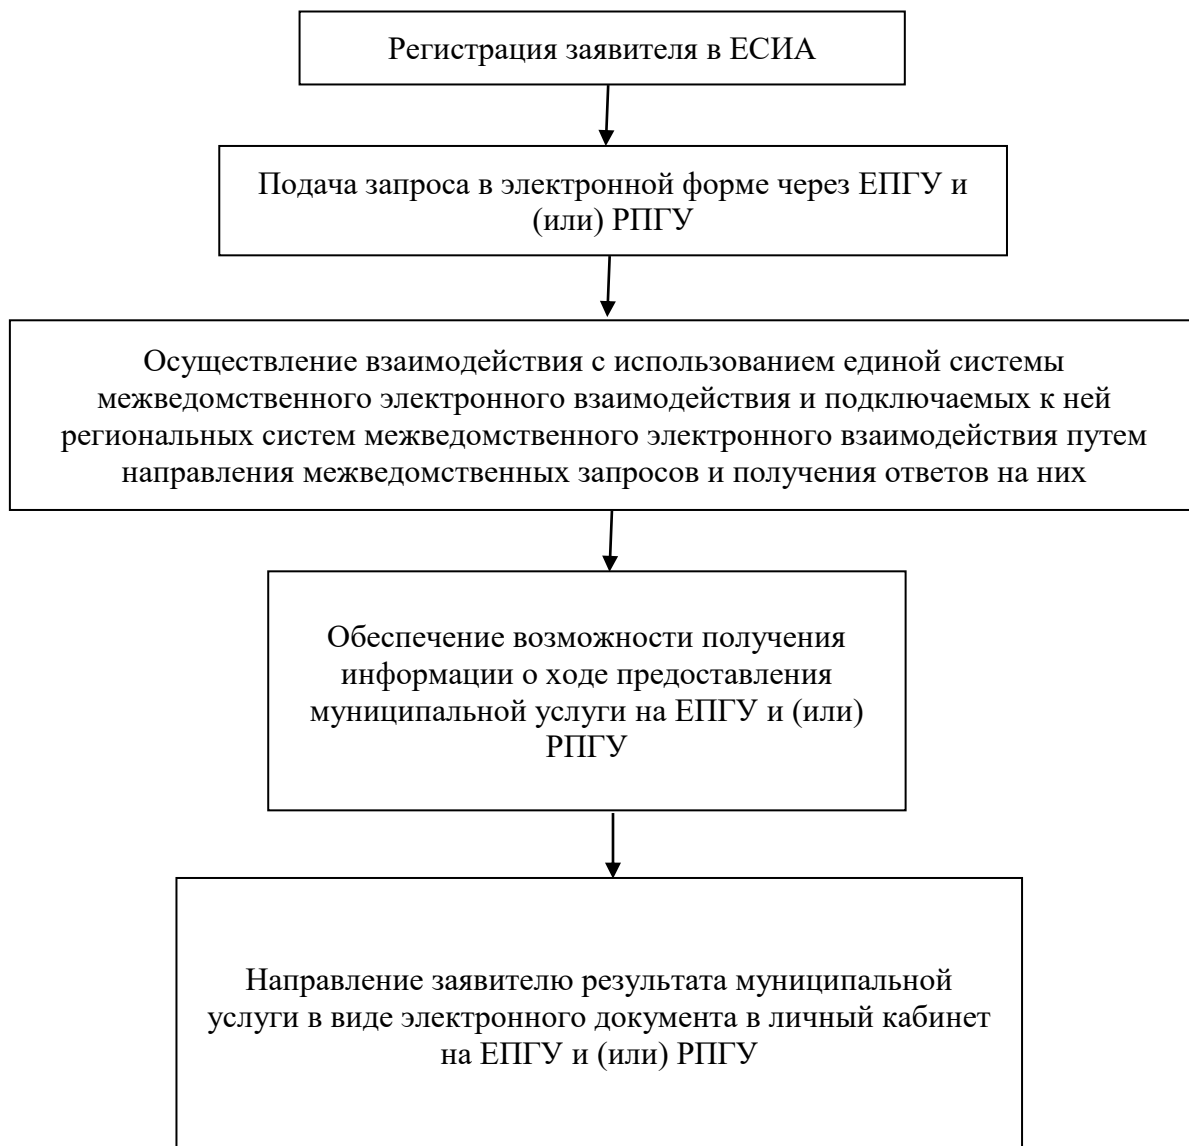 Регистрация заявителя в ЕСИА
Подача запроса в электронной форме через ЕПГУ и
(или) РПГУ
Осуществление взаимодействия с использованием единой системы
межведомственного электронного взаимодействия и подключаемых к ней
региональных систем межведомственного электронного взаимодействия путем
направления межведомственных запросов и получения ответов на них
Обеспечение возможности получения
информации о ходе предоставления
муниципальной услуги на ЕПГУ и (или)
РПГУ
Направление заявителю результата муниципальной
услуги в виде электронного документа в личный кабинет
на ЕПГУ и (или) РПГУ